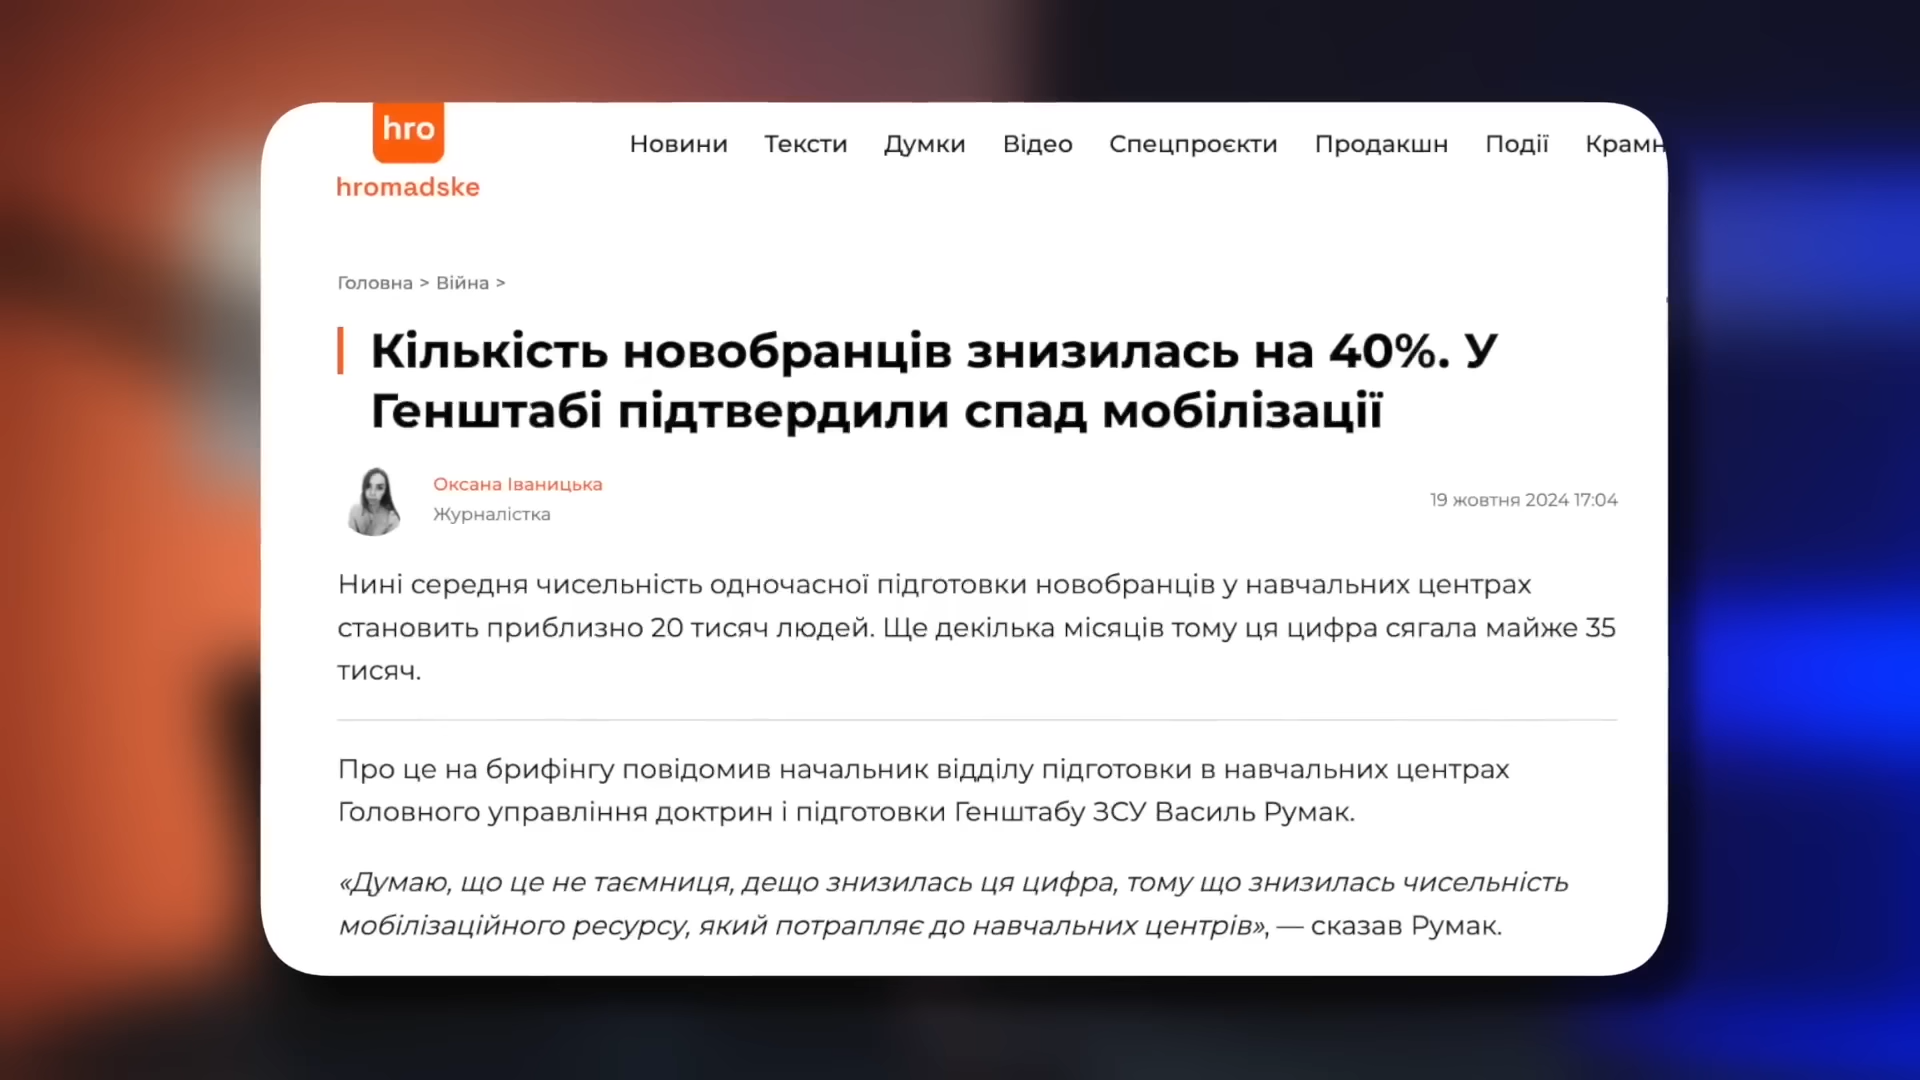 hro
hromadske
Новини Тексти Думки Відео Спецпроєкти Продакшн Події Крамн
Головна > Війна >
Кількість новобранців знизилась на 40%. У
Генштабі підтвердили спад мобілізації
Оксана Іваницька
Журналістка
19 жовтня 2024 17:04
Нині середня чисельність одночасної підготовки новобранців у навчальних центрах
становить приблизно 20 тисяч людей. Ще декілька місяців тому ця цифра сягала майже 35
тисяч.
Про це на брифінгу повідомив начальник відділу підготовки в навчальних центрах
Головного управління доктрин і підготовки Генштабу ЗСУ Василь Румак.
«Думаю, що це не таємниця, дещо знизилась ця цифра, тому що знизилась чисельність
мобілізаційного ресурсу, який потрапляє до навчальних центрів», — сказав Румак.